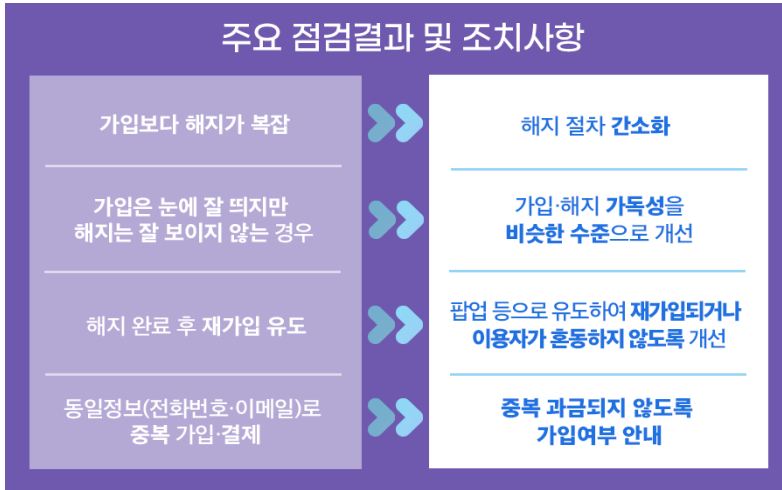 주요 점검결과 및 조치사항
가입보다 해지가 복잡
해지 절차 간소화
가입은 눈에 잘 띄지만
해지는 잘 보이지 않는 경우
가입·해지 가독성을
비슷한 수준으로 개선
해지 완료 후 재가입 유도
팝업 등으로 유도하여 재가입되거나
이용자가 혼동하지 않도록 개선
동일정보(전화번호·이메일)로
중복 가입·결제
중복 과금되지 않도록
가입여부 안내